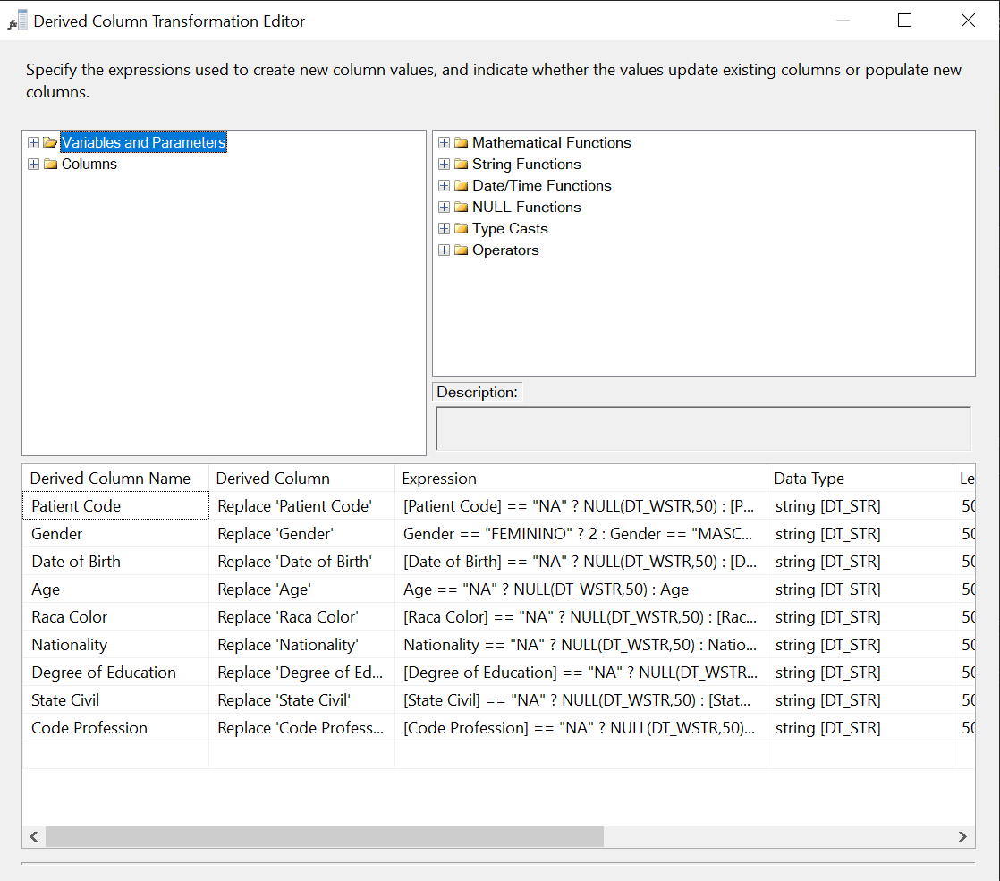 Derived Column Transformation Editor
Specify the expressions used to create new column values, and indicate whether the values update existing columns or populate new
columns.
Variables and Parameters
Columns
Mathematical Functions
String Functions
Date/Time Functions
NULL Functions
Type Casts
Operators
Description:
Derived Column Name Derived Column Expression Data Type Le
Patient Code Replace 'Patient Code' [Patient Code] == "NA" ? NULL(DT_WSTR,50) : [P... string [DT_STR] 50
Gender Replace 'Gender' Gender == "FEMININO" ? 2 : Gender == "MASC... string [DT_STR] 50
Date of Birth Replace 'Date of Birth' [Date of Birth] == "NA" ? NULL(DT_WSTR,50) : [D... string [DT_STR] 50
Age Replace 'Age' Age == "NA" ? NULL(DT_WSTR,50) : Age string [DT_STR] 50
Raca Color Replace 'Raca Color' [Raca Color] == "NA" ? NULL(DT_WSTR,50) : [Rac... string [DT_STR] 50
Nationality Replace 'Nationality' Nationality == "NA" ? NULL(DT_WSTR,50) : Natio... string [DT_STR] 50
Degree of Education Replace 'Degree of Ed... [Degree of Education] == "NA" ? NULL(DT_WSTR... string [DT_STR] 50
State Civil Replace 'State Civil' [State Civil] == "NA" ? NULL(DT_WSTR,50) : [Stat... string [DT_STR] 50
Code Profession Replace 'Code Profess... [Code Profession] == "NA" ? NULL(DT_WSTR,50)... string [DT_STR] 50